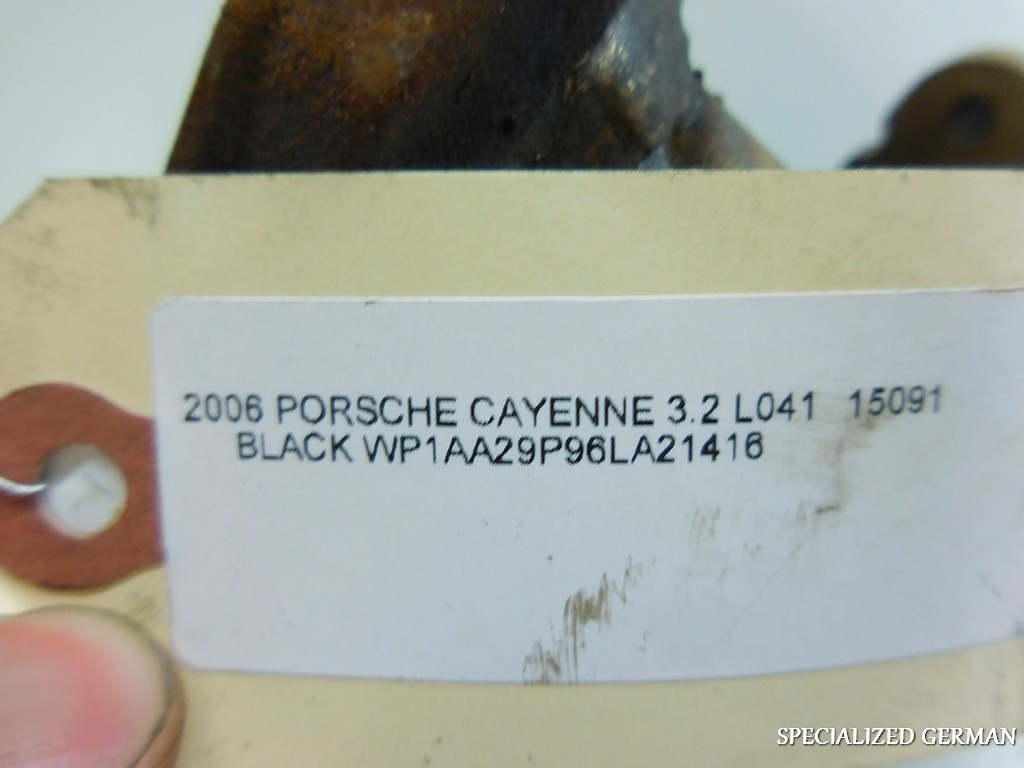 2006 PORSCHE CAYENNE 3.2 L041 15091
BLACK WP1AA29P96LA21416
SPECIALIZED GERMAN